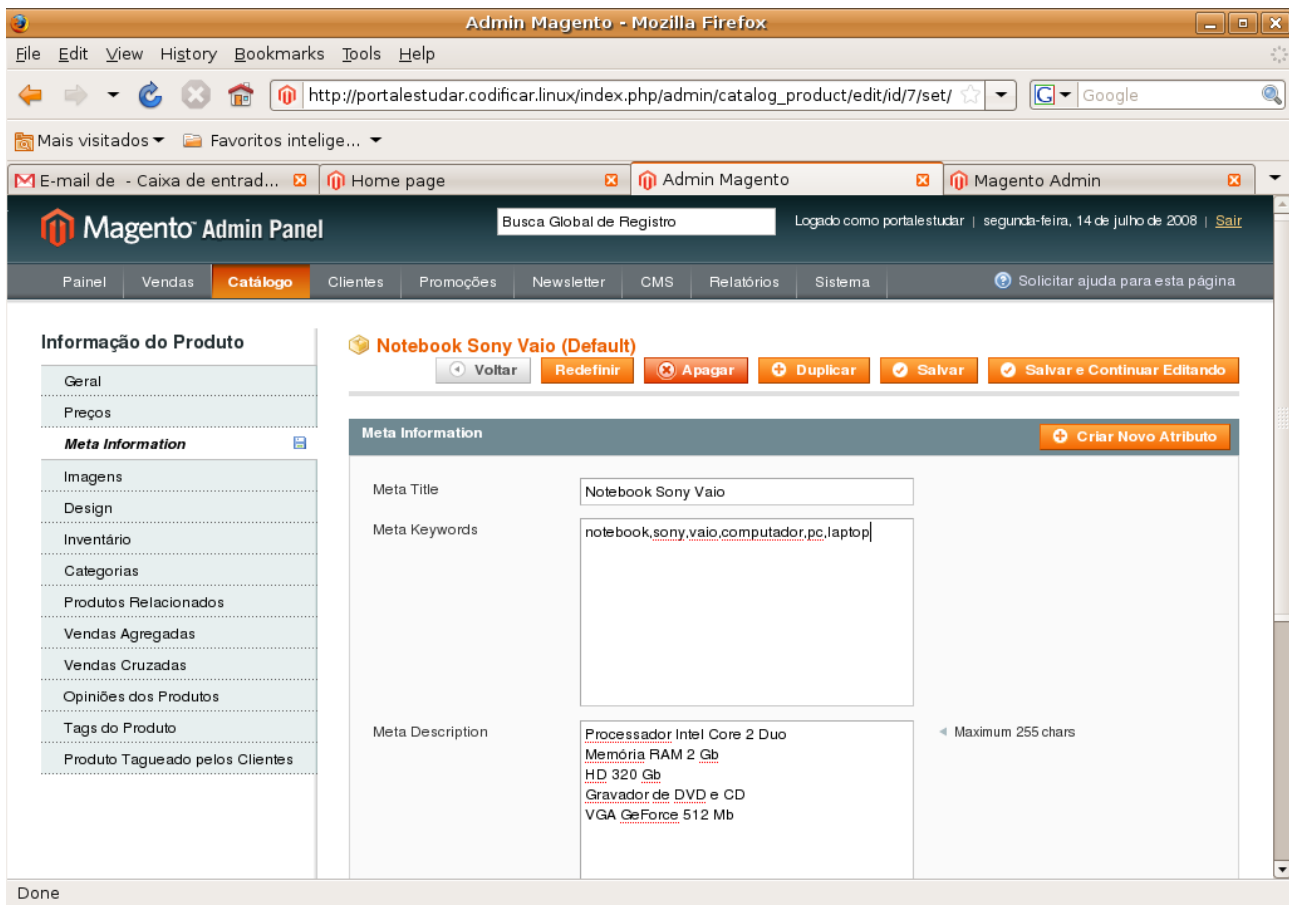 Admin Magento - Mozilla Firefox
File Edit View History Bookmarks Tools Help
http://portalestudar.codificar.linux/index.php/admin/catalog_product/edit/id/7/set/ G Google
Mais visitados Favoritos intelige...
E-mail de - Caixa de entrad... Home page Admin Magento Magento Admin
Magento™ Admin Panel Busca Global de Registro Logado como portalestudar | segunda-feira, 14 de julho de 2008 | Sair
Painel Vendas Catálogo Clientes Promoções Newsletter CMS Relatórios Sistema Solicitar ajuda para esta página
Informação do Produto
Geral
Preços
Meta Information
Imagens
Design
Inventário
Categorias
Produtos Relacionados
Vendas Agregadas
Vendas Cruzadas
Opiniões dos Produtos
Tags do Produto
Produto Tagueado pelos Clientes
Notebook Sony Vaio (Default)
Voltar Redefinir Apagar Duplicar Salvar Salvar e Continuar Editando
Meta Information Criar Novo Atributo
Meta Title Notebook Sony Vaio
Meta Keywords notebook,sony,vaio,computador,pc,laptop
Meta Description Processador Intel Core 2 Duo Maximum 255 chars
Memória RAM 2 Gb
HD 320 Gb
Gravador de DVD e CD
VGA GeForce 512 Mb
Done